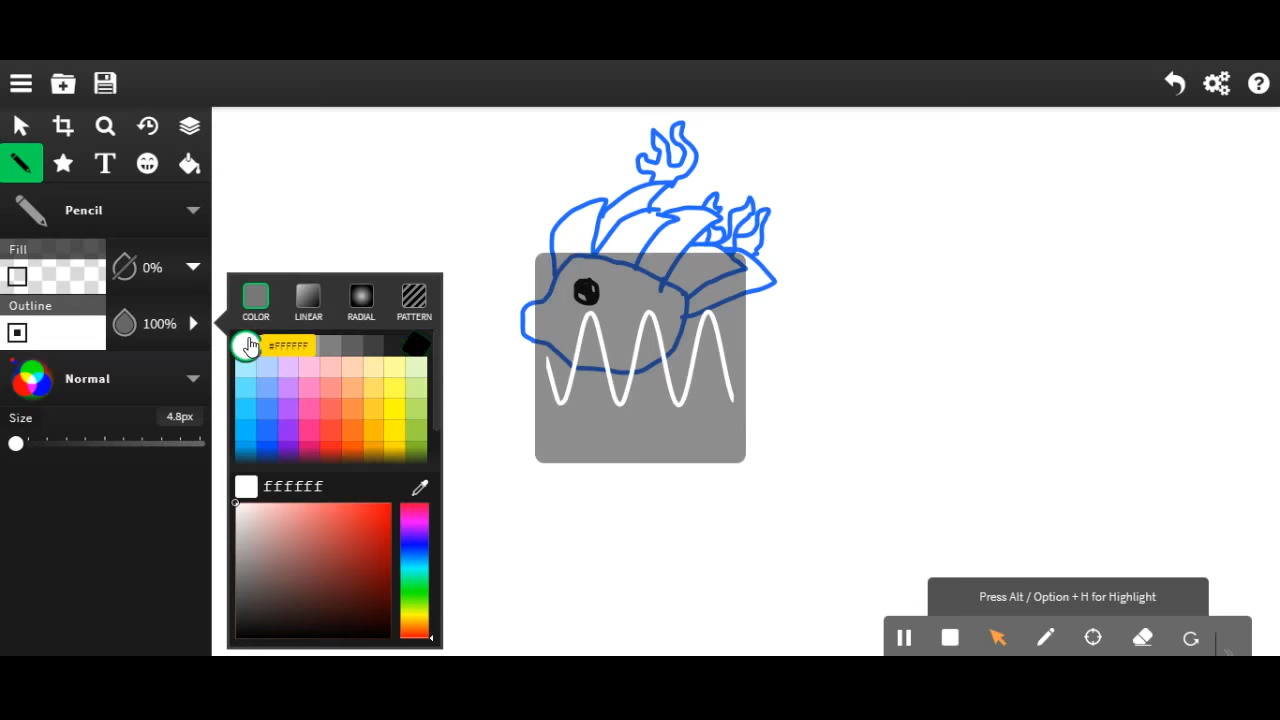 Pencil
Fill
0%
Outline
100%
Normal
Size
4.8px
COLOR
LINEAR
RADIAL
PATTERN
#FFFFFF
ffffff
Press Alt / Option + H for Highlight